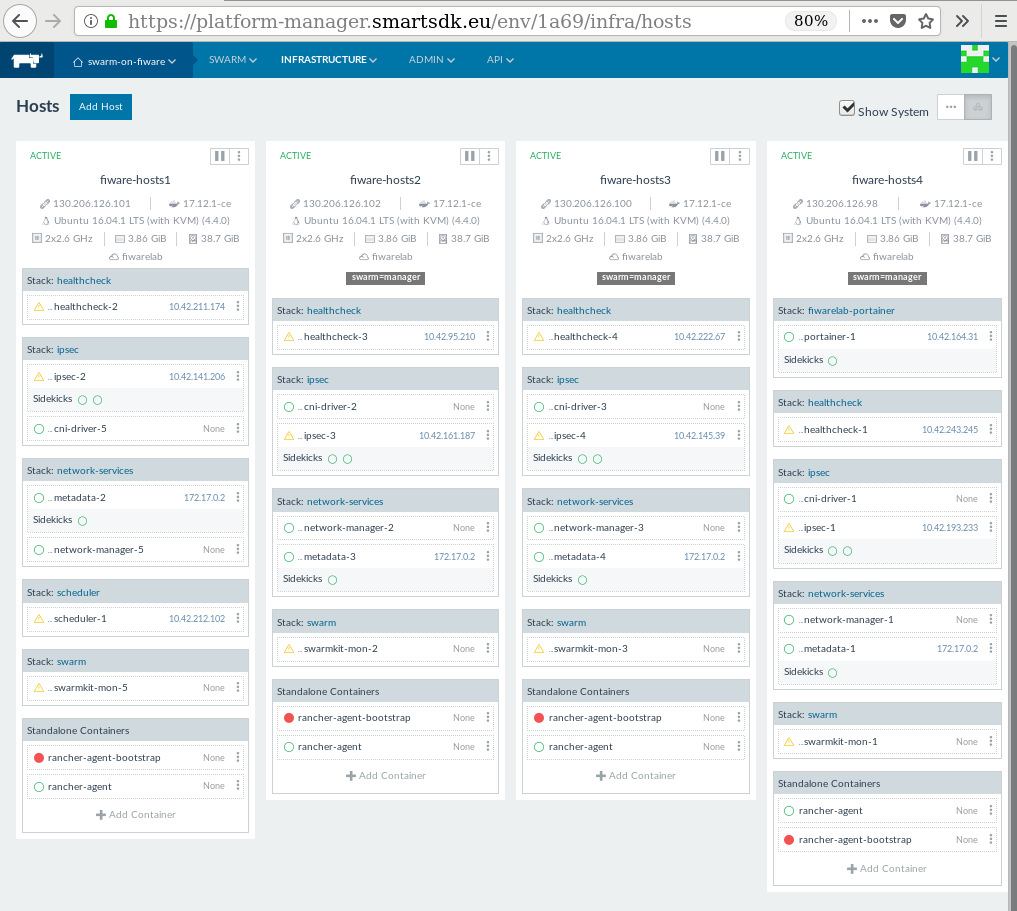 https://platform-manager.smartsdk.eu/env/1a69/infra/hosts 80%
swarm-on-fiware SWARM INFRASTRUCTURE ADMIN API
Hosts Add Host Show System
ACTIVE
fiware-hosts1
130.206.126.101 17.12.1-ce
Ubuntu 16.04.1 LTS (with KVM) (4.4.0)
2x2.6 GHz 3.86 GiB 38.7 GiB
fiwarelab
Stack: healthcheck
..healthcheck-2 10.42.211.174
Stack: ipsec
..ipsec-2 10.42.141.206
Sidekicks
..cni-driver-5 None
Stack: network-services
..metadata-2 172.17.0.2
Sidekicks
..network-manager-5 None
Stack: scheduler
..scheduler-1 10.42.212.102
Stack: swarm
..swarmkit-mon-5 None
Standalone Containers
rancher-agent-bootstrap None
rancher-agent None
Add Container
ACTIVE
fiware-hosts2
130.206.126.102 17.12.1-ce
Ubuntu 16.04.1 LTS (with KVM) (4.4.0)
2x2.6 GHz 3.86 GiB 38.7 GiB
fiwarelab
swarm=manager
Stack: healthcheck
..healthcheck-3 10.42.95.210
Stack: ipsec
..cni-driver-2 None
..ipsec-3 10.42.161.187
Sidekicks
Stack: network-services
..network-manager-2 None
..metadata-3 172.17.0.2
Sidekicks
Stack: swarm
..swarmkit-mon-2 None
Standalone Containers
rancher-agent-bootstrap None
rancher-agent None
Add Container
ACTIVE
fiware-hosts3
130.206.126.100 17.12.1-ce
Ubuntu 16.04.1 LTS (with KVM) (4.4.0)
2x2.6 GHz 3.86 GiB 38.7 GiB
fiwarelab
swarm=manager
Stack: healthcheck
..healthcheck-4 10.42.222.67
Stack: ipsec
..cni-driver-3 None
..ipsec-4 10.42.145.39
Sidekicks
Stack: network-services
..network-manager-3 None
..metadata-4 172.17.0.2
Sidekicks
Stack: swarm
..swarmkit-mon-3 None
Standalone Containers
rancher-agent-bootstrap None
rancher-agent None
Add Container
ACTIVE
fiware-hosts4
130.206.126.98 17.12.1-ce
Ubuntu 16.04.1 LTS (with KVM) (4.4.0)
2x2.6 GHz 3.86 GiB 38.7 GiB
fiwarelab
swarm=manager
Stack: fiwarelab-portainer
..portainer-1 10.42.164.31
Sidekicks
Stack: healthcheck
..healthcheck-1 10.42.243.245
Stack: ipsec
..cni-driver-1 None
..ipsec-1 10.42.193.233
Sidekicks
Stack: network-services
..network-manager-1 None
..metadata-1 172.17.0.2
Sidekicks
Stack: swarm
..swarmkit-mon-1 None
Standalone Containers
rancher-agent None
rancher-agent-bootstrap None
Add Container